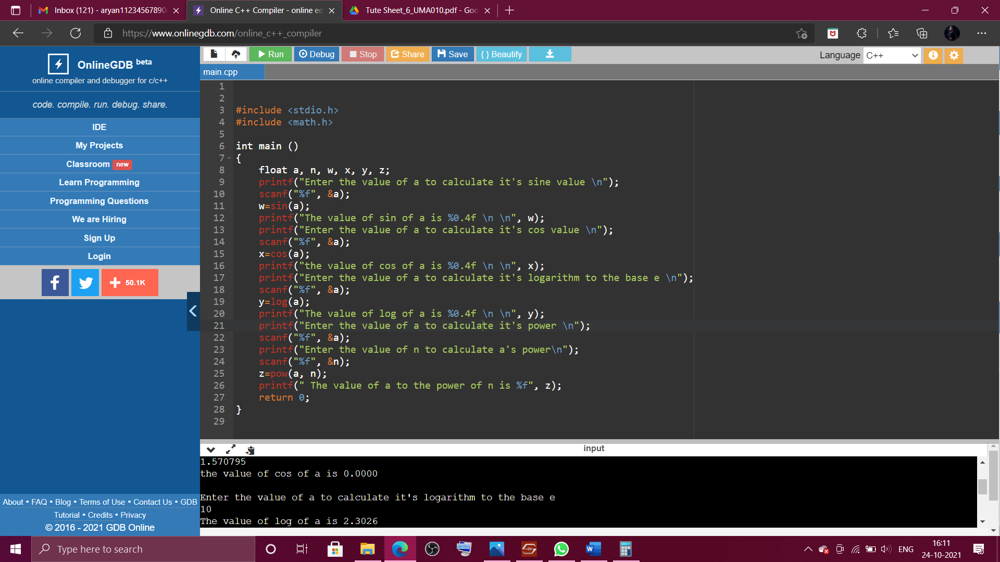 Inbox (121) - aryan1123456789
Online C++ Compiler - online ed
Tute Sheet_6_UMA010.pdf - Goo
https://www.onlinegdb.com/online_c++_compiler
OnlineGDB beta
online compiler and debugger for c/c++
code. compile. run. debug. share.
IDE
My Projects
Classroom new
Learn Programming
Programming Questions
We are Hiring
Sign Up
Login
f
+ 50.1K
About • FAQ • Blog • Terms of Use • Contact Us • GDB
Tutorial • Credits • Privacy
© 2016 - 2021 GDB Online
Run Debug Stop Share Save {} Beautify
Language C++
main.cpp
1
2
3 #include <stdio.h>
4 #include <math.h>
5
6 int main ()
7 {
8 float a, n, w, x, y, z;
9 printf("Enter the value of a to calculate it's sine value \n");
10 scanf("%f", &a);
11 w=sin(a);
12 printf("The value of sin of a is %0.4f \n \n", w);
13 printf("Enter the value of a to calculate it's cos value \n");
14 scanf("%f", &a);
15 x=cos(a);
16 printf("the value of cos of a is %0.4f \n \n", x);
17 printf("Enter the value of a to calculate it's logarithm to the base e \n");
18 scanf("%f", &a);
19 y=log(a);
20 printf("The value of log of a is %0.4f \n \n", y);
21 printf("Enter the value of a to calculate it's power \n");
22 scanf("%f", &a);
23 printf("Enter the value of n to calculate a's power\n");
24 scanf("%f", &n);
25 z=pow(a, n);
26 printf(" The value of a to the power of n is %f", z);
27 return 0;
28 }
29
input
1.570795
the value of cos of a is 0.0000
Enter the value of a to calculate it's logarithm to the base e
10
The value of log of a is 2.3026
Type here to search
ENG
16:11
24-10-2021